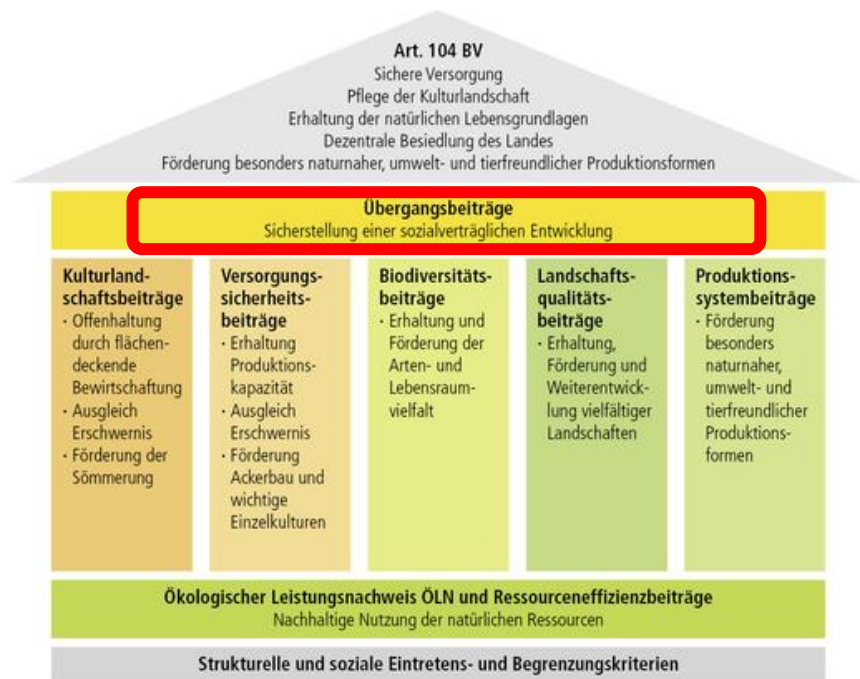 Art. 104 BV
Sichere Versorgung
Pflege der Kulturlandschaft
Erhaltung der natürlichen Lebensgrundlagen
Dezentrale Besiedlung des Landes
Förderung besonders naturnaher, umwelt- und tierfreundlicher Produktionsformen
Übergangsbeiträge
Sicherstellung einer sozialverträglichen Entwicklung
Kulturland-
schaftsbeiträge
· Offenhaltung
durch flächen-
deckende
Bewirtschaftung
· Ausgleich
Erschwernis
· Förderung der
Sömmerung
Versorgungs-
sicherheits-
beiträge
· Erhaltung
Produktions-
kapazität
· Ausgleich
Erschwernis
· Förderung
Ackerbau und
wichtige
Einzelkulturen
Biodiversitäts-
beiträge
· Erhaltung und
Förderung der
Arten- und
Lebensraum-
vielfalt
Landschafts-
qualitäts-
beiträge
· Erhaltung,
Förderung und
Weiterentwick-
lung vielfältiger
Landschaften
Produktions-
systembeiträge
· Förderung
besonders
naturnaher,
umwelt- und
tierfreundlicher
Produktions-
formen
Ökologischer Leistungsnachweis ÖLN und Ressourceneffizienzbeiträge
Nachhaltige Nutzung der natürlichen Ressourcen
Strukturelle und soziale Eintretens- und Begrenzungskriterien